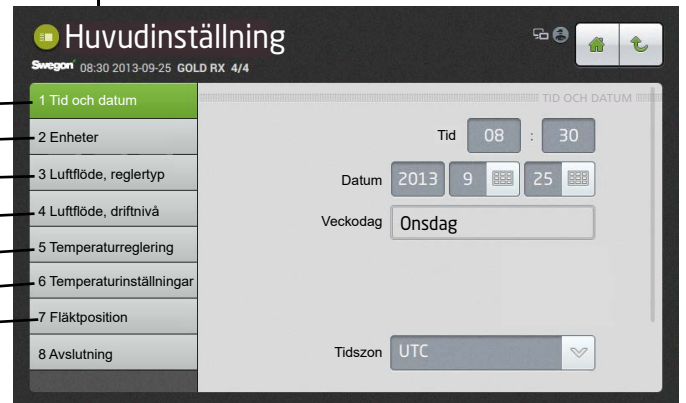 Huvudinställning
Swegon 08:30 2013-09-25 GOLD RX 4/4
1 Tid och datum
2 Enheter
3 Luftflöde, reglertyp
4 Luftflöde, driftnivå
5 Temperaturreglering
6 Temperaturinställningar
7 Fläktposition
8 Avslutning
TID OCH DATUM
Tid 08 : 30
Datum 2013 9 25
Veckodag Onsdag
Tidszon UTC